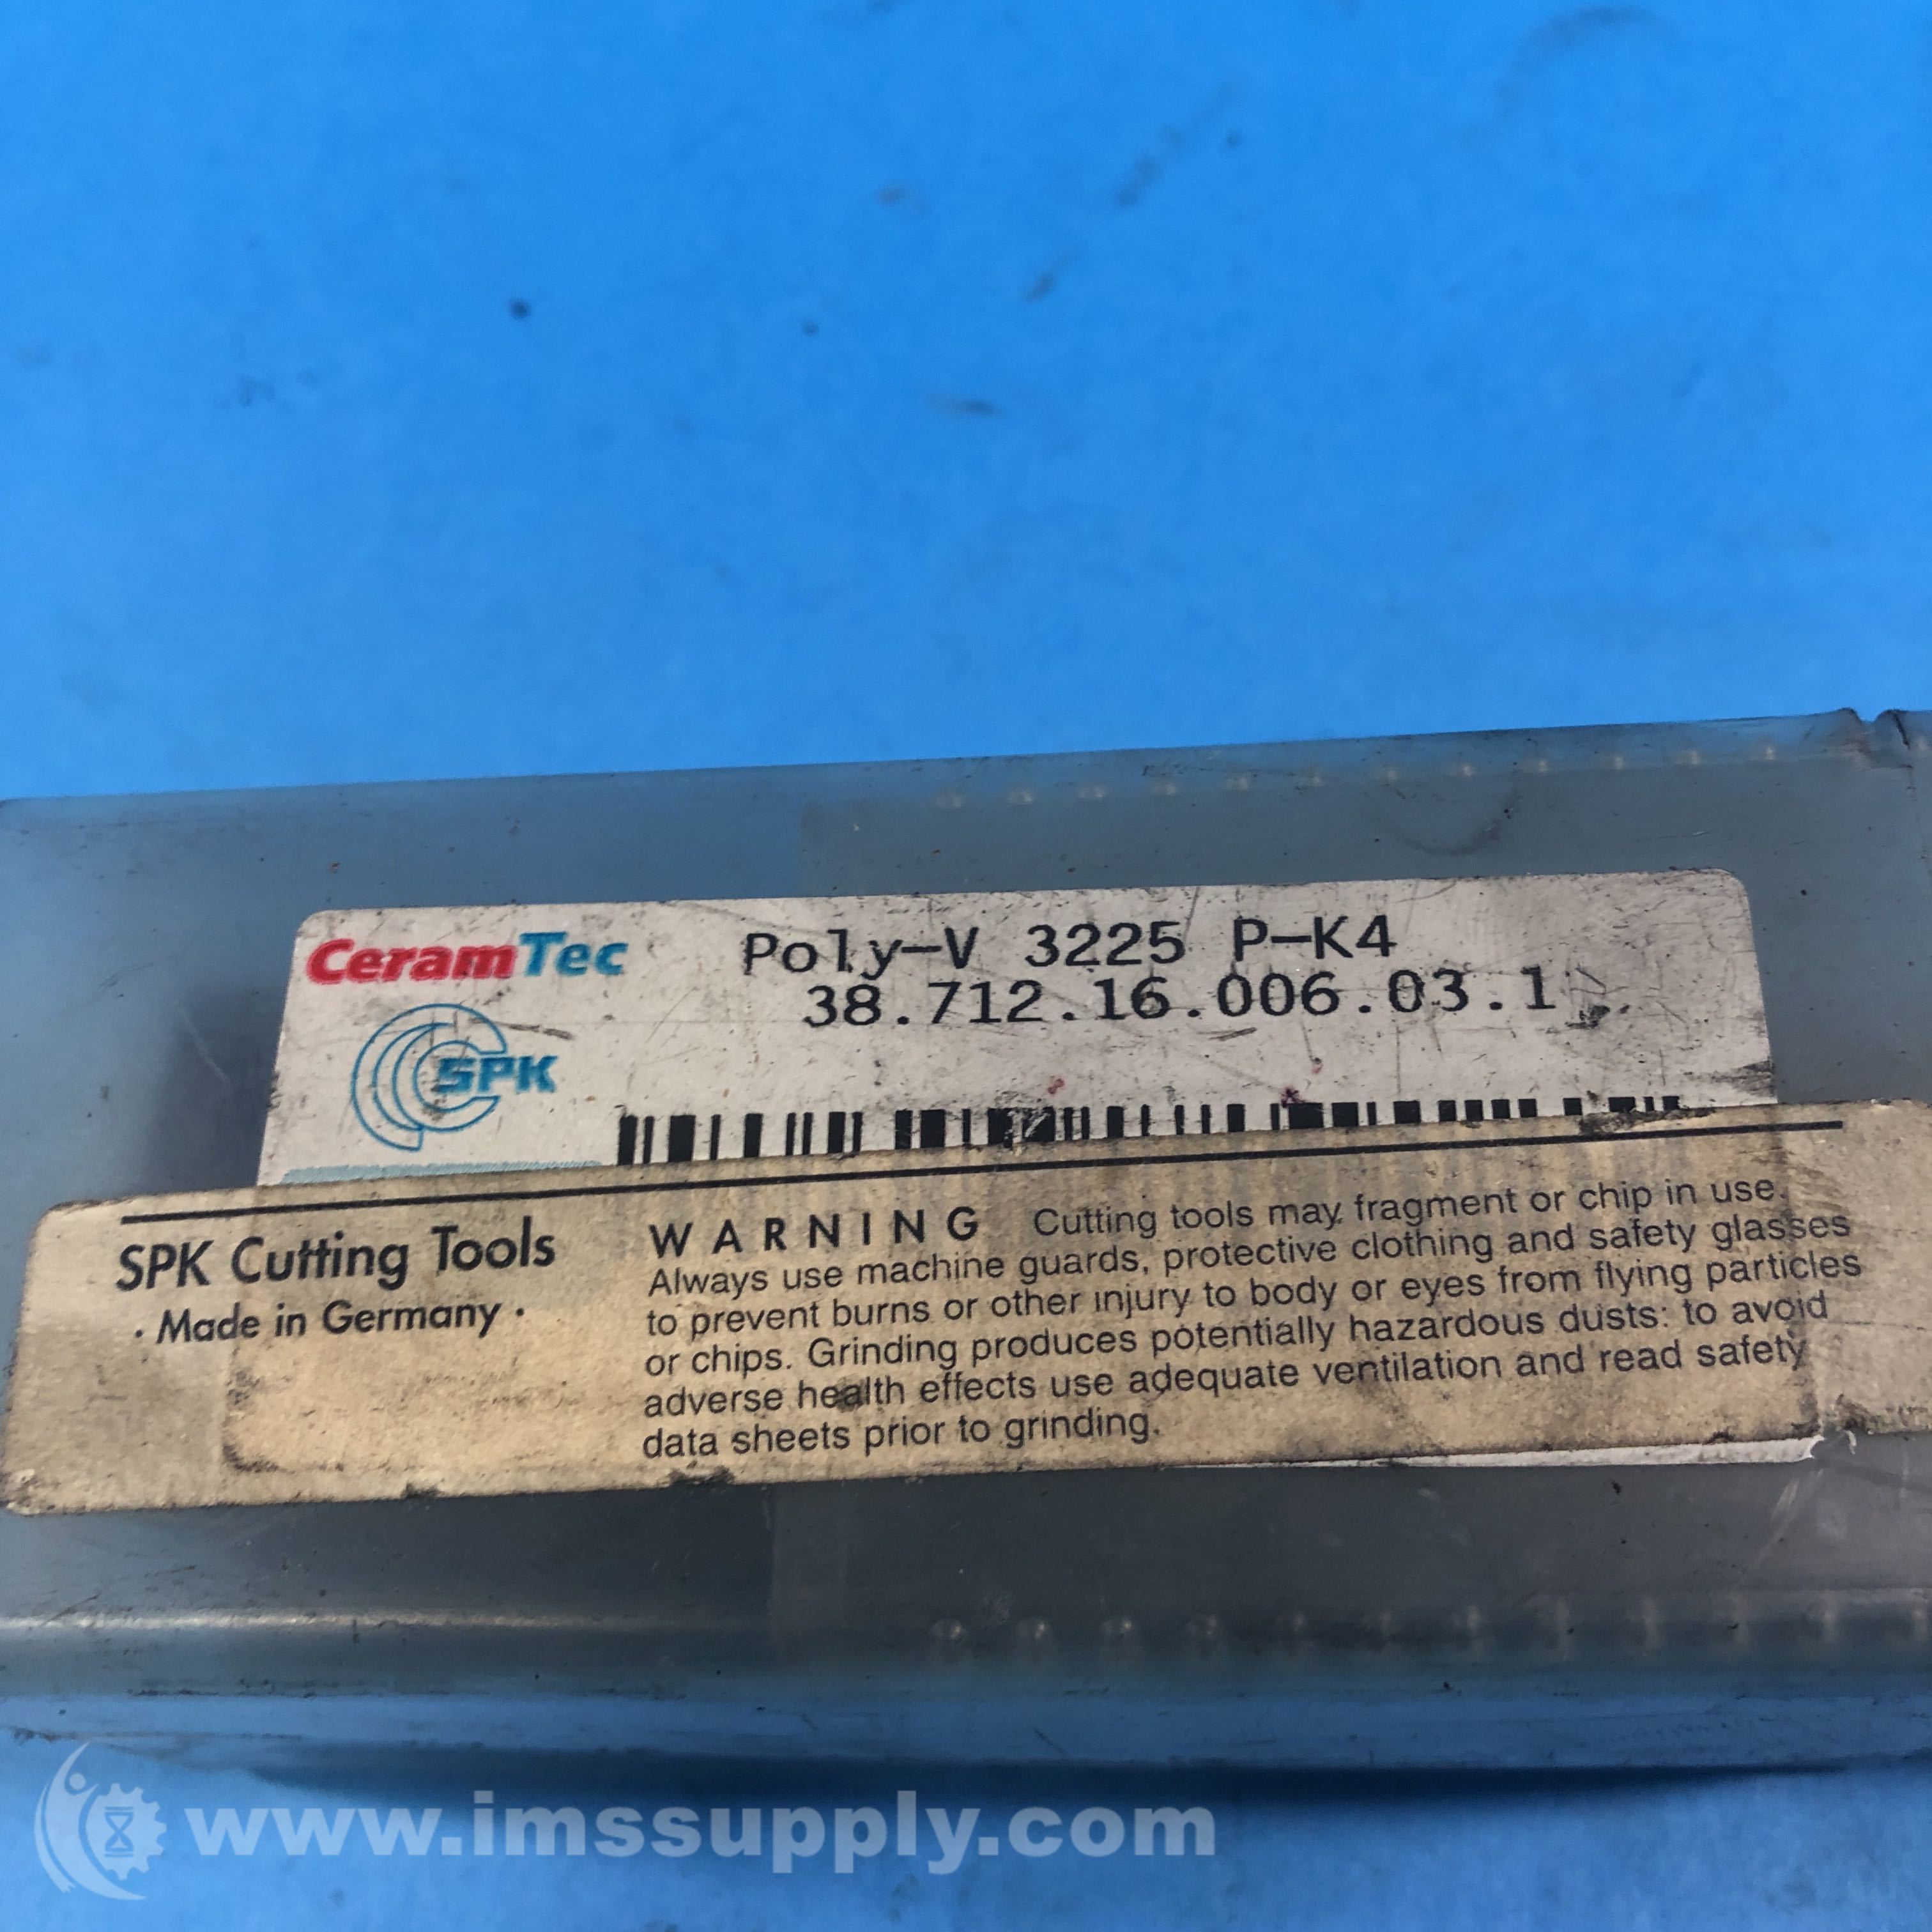 CeramTec
Poly-V 3225 P-K4
38.712.16.006.03.1
SPK
SPK Cutting Tools
· Made in Germany ·
WARNING Cutting tools may fragment or chip in use.
Always use machine guards, protective clothing and safety glasses
to prevent burns or other injury to body or eyes from flying particles
or chips. Grinding produces potentially hazardous dusts: to avoid
adverse health effects use adequate ventilation and read safety
data sheets prior to grinding.
www.imssupply.com